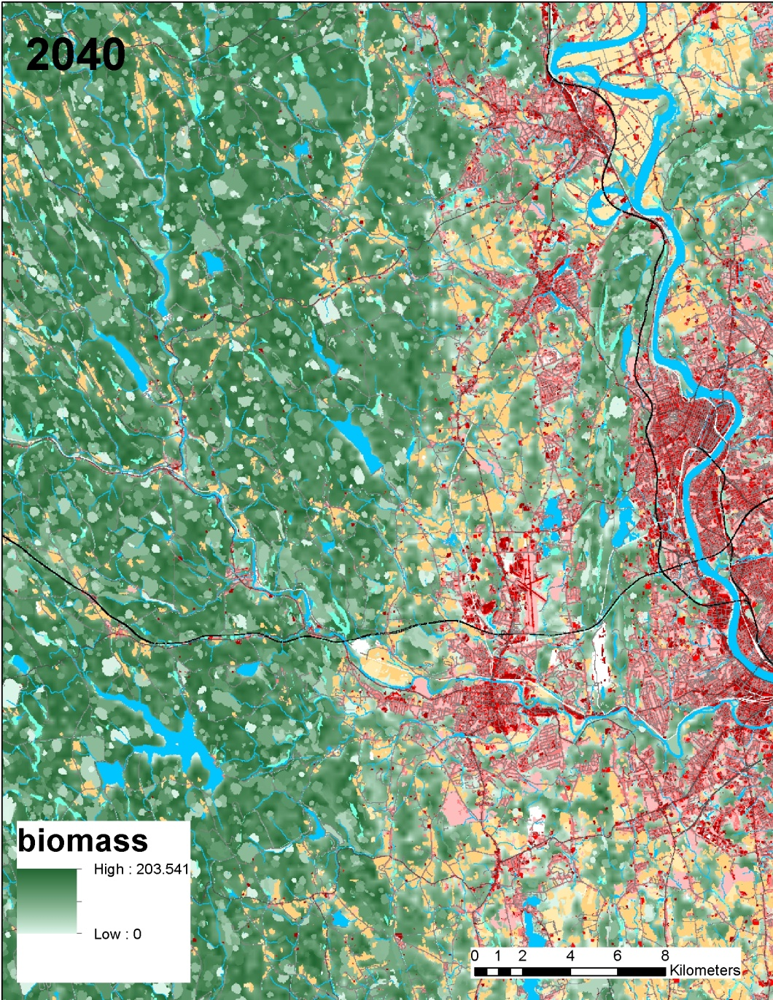 2040
biomass
High : 203.541
Low : 0
0 1 2 4 6 8
Kilometers